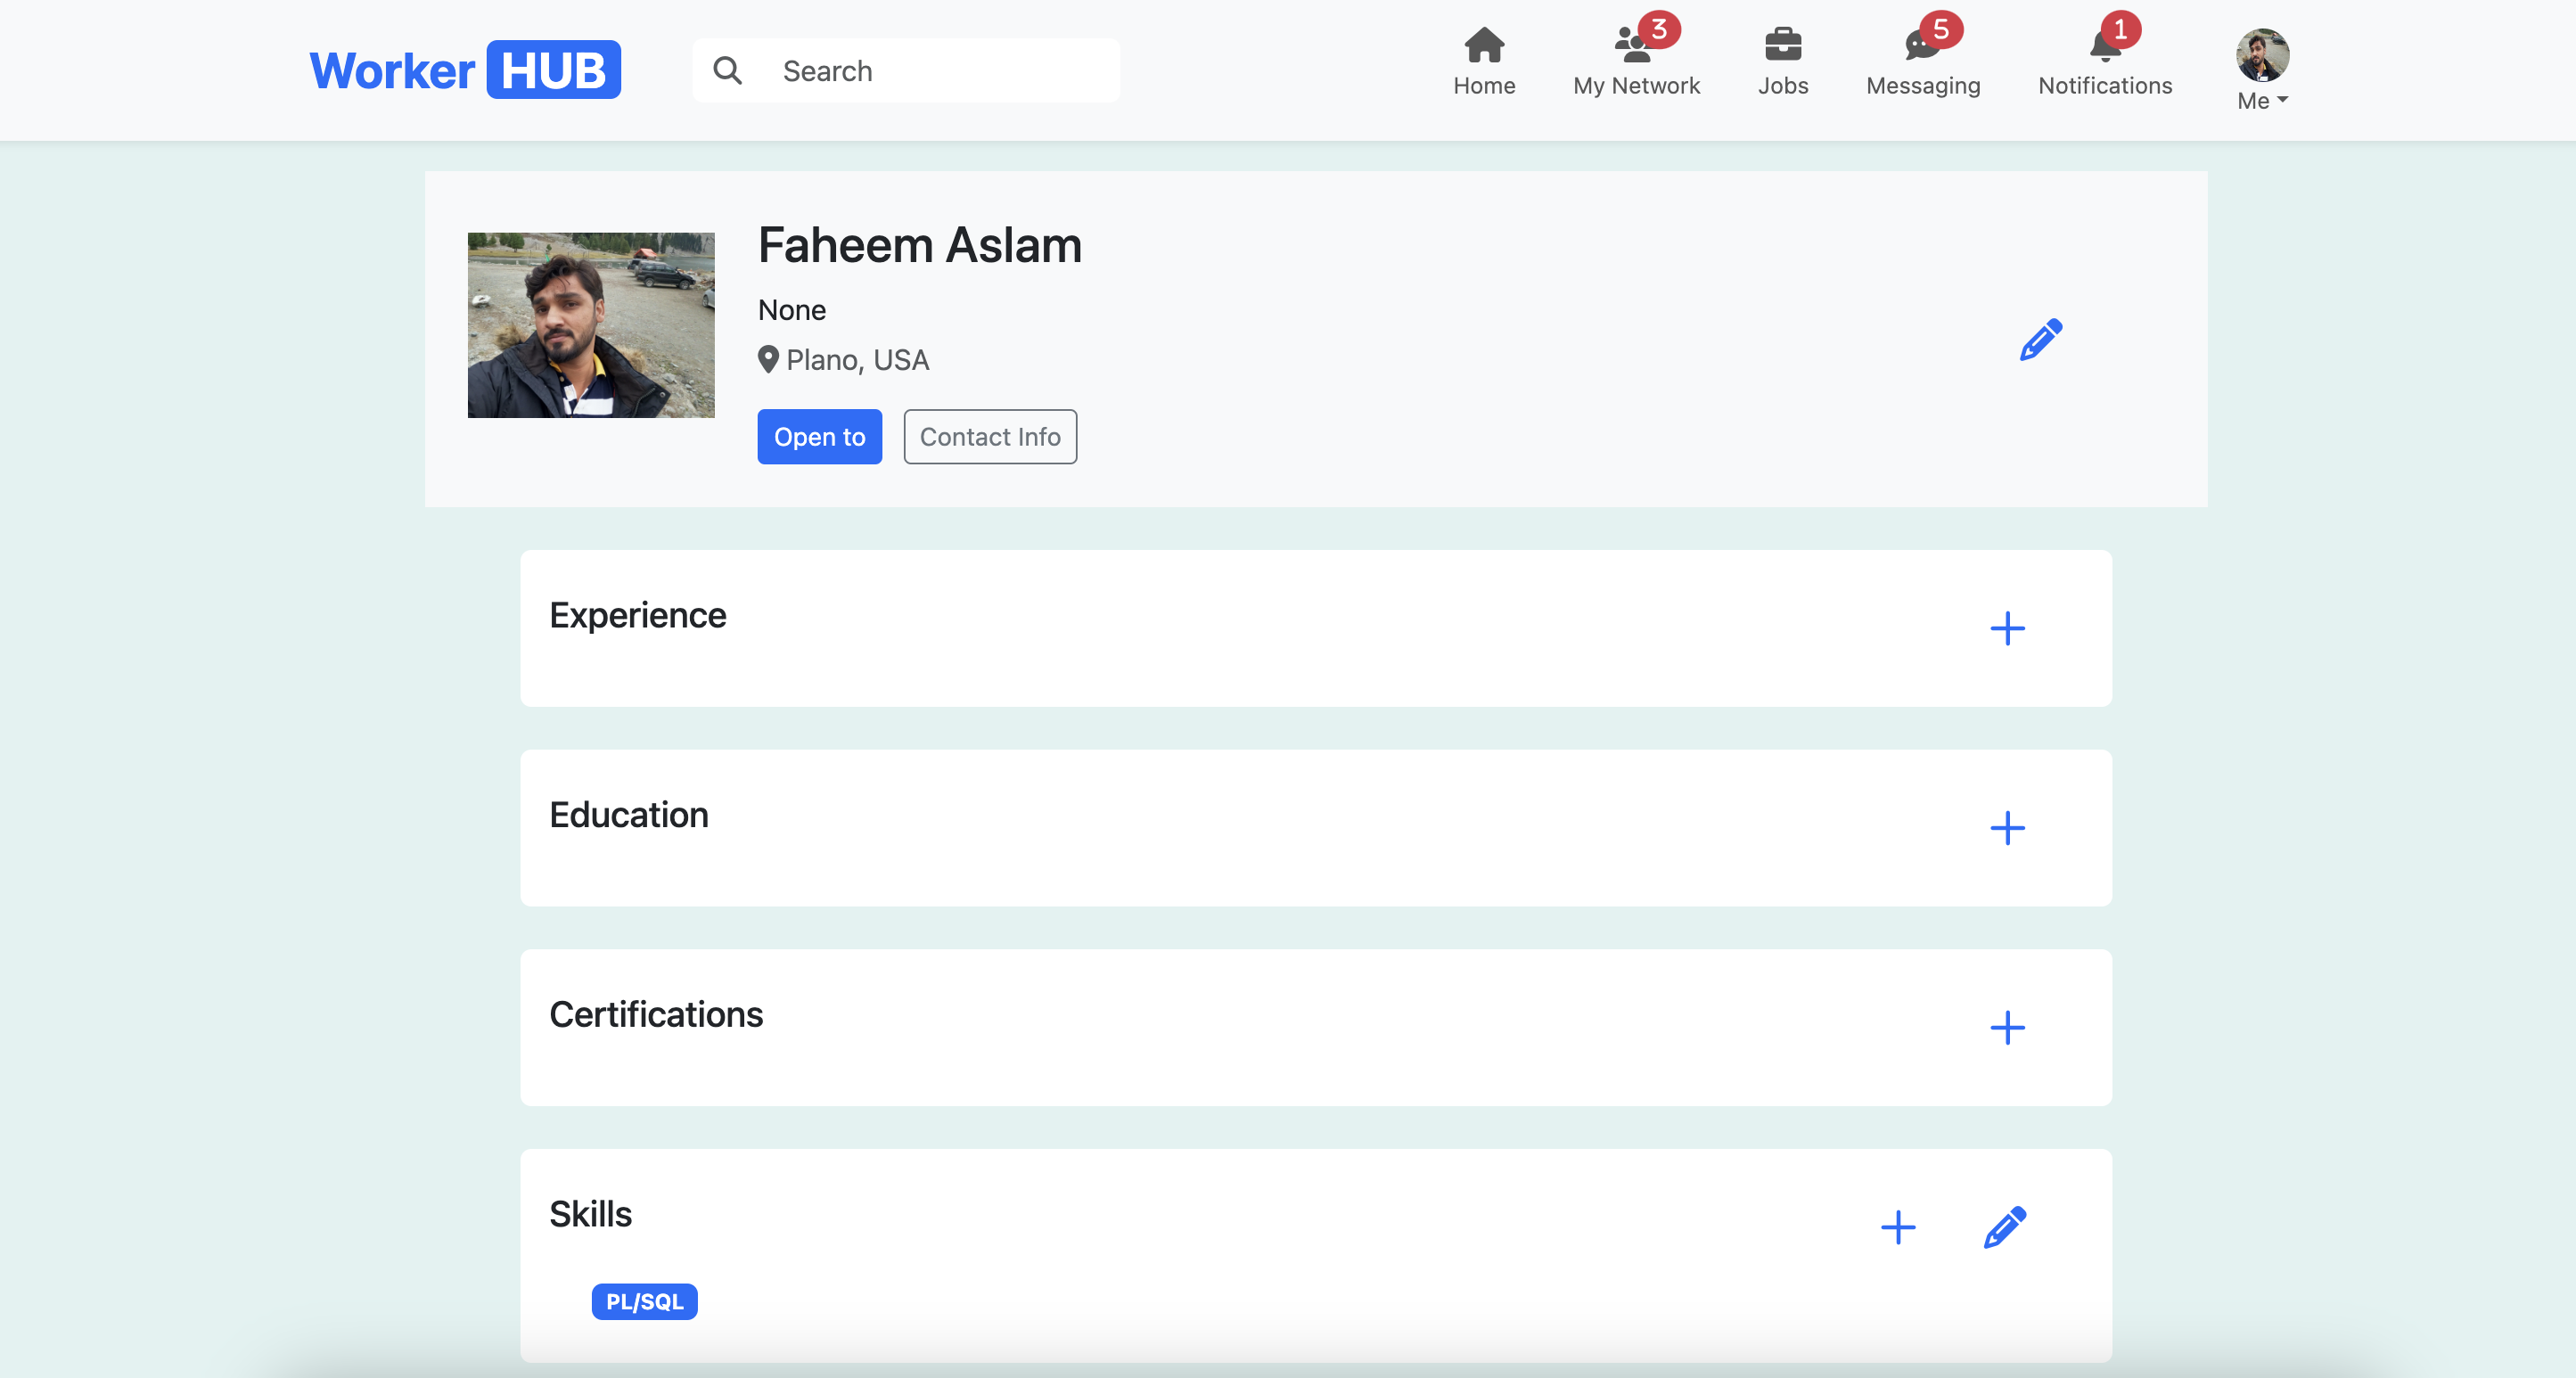 Worker HUB
Search
Home
My Network
3
Jobs
Messaging
5
Notifications
1
Me
Faheem Aslam
None
Plano, USA
Open to
Contact Info
Experience
Education
Certifications
Skills
PL/SQL